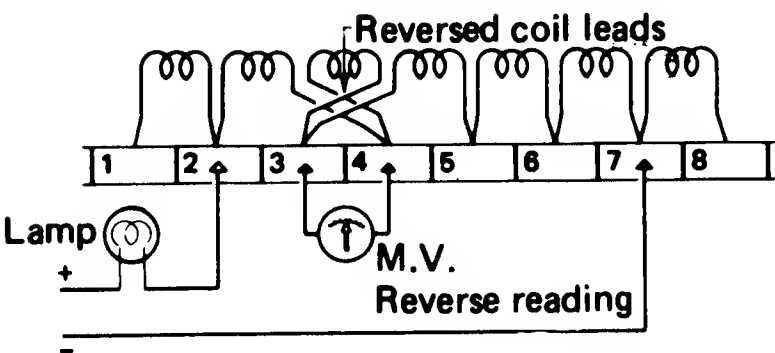 Reversed coil leads
1 2 3 4 5 6 7 8
Lamp
+
M.V.
Reverse reading
−